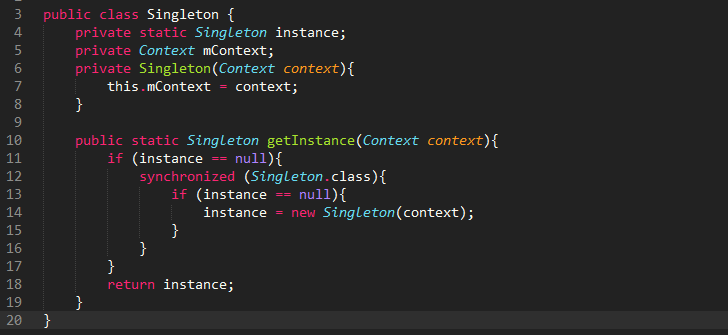 3 public class Singleton {
4     private static Singleton instance;
5     private Context mContext;
6     private Singleton(Context context){
7         this.mContext = context;
8     }
9
10     public static Singleton getInstance(Context context){
11         if (instance == null){
12             synchronized (Singleton.class){
13                 if (instance == null){
14                     instance = new Singleton(context);
15                 }
16             }
17         }
18         return instance;
19     }
20 }